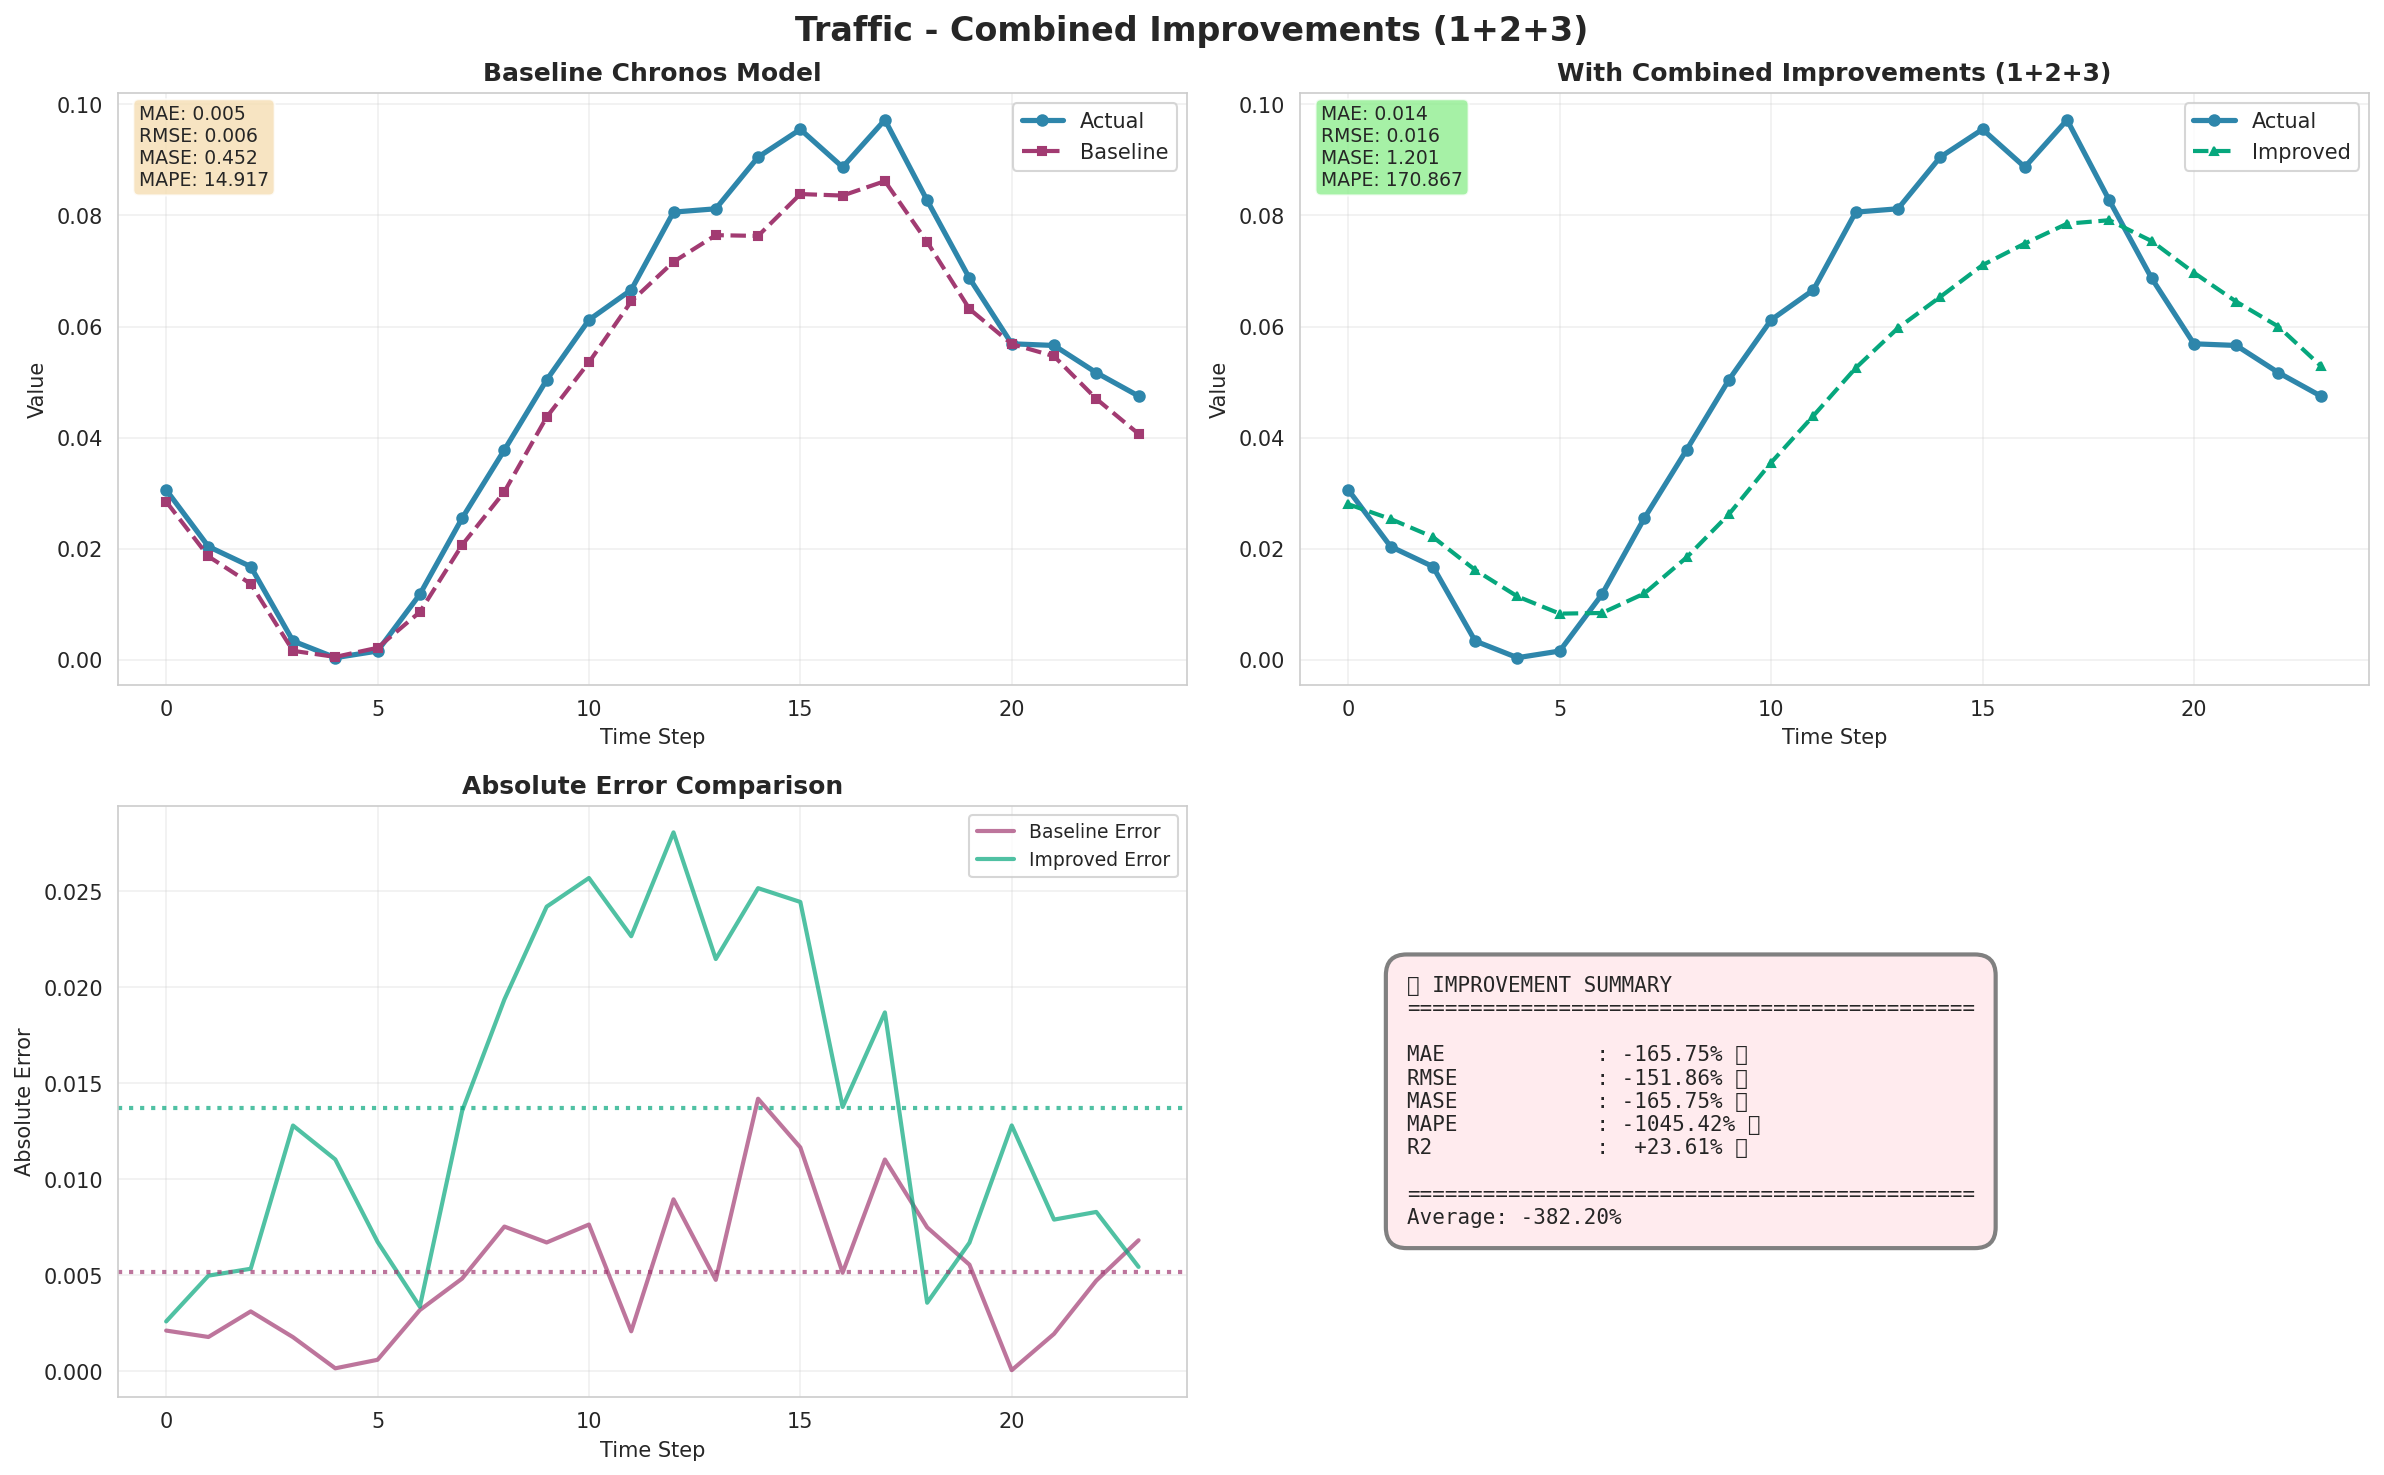 Traffic - Combined Improvements (1+2+3)
Baseline Chronos Model
MAE: 0.005
RMSE: 0.006
MASE: 0.452
MAPE: 14.917
Actual
Baseline
Value
0.10
0.08
0.06
0.04
0.02
0.00
0 5 10 15 20
Time Step
With Combined Improvements (1+2+3)
MAE: 0.014
RMSE: 0.016
MASE: 1.201
MAPE: 170.867
Actual
Improved
Value
0.10
0.08
0.06
0.04
0.02
0.00
0 5 10 15 20
Time Step
Absolute Error Comparison
Baseline Error
Improved Error
Absolute Error
0.025
0.020
0.015
0.010
0.005
0.000
0 5 10 15 20
Time Step
IMPROVEMENT SUMMARY
=============================================
MAE : -165.75%
RMSE : -151.86%
MASE : -165.75%
MAPE : -1045.42%
R2 : +23.61%
=============================================
Average: -382.20%